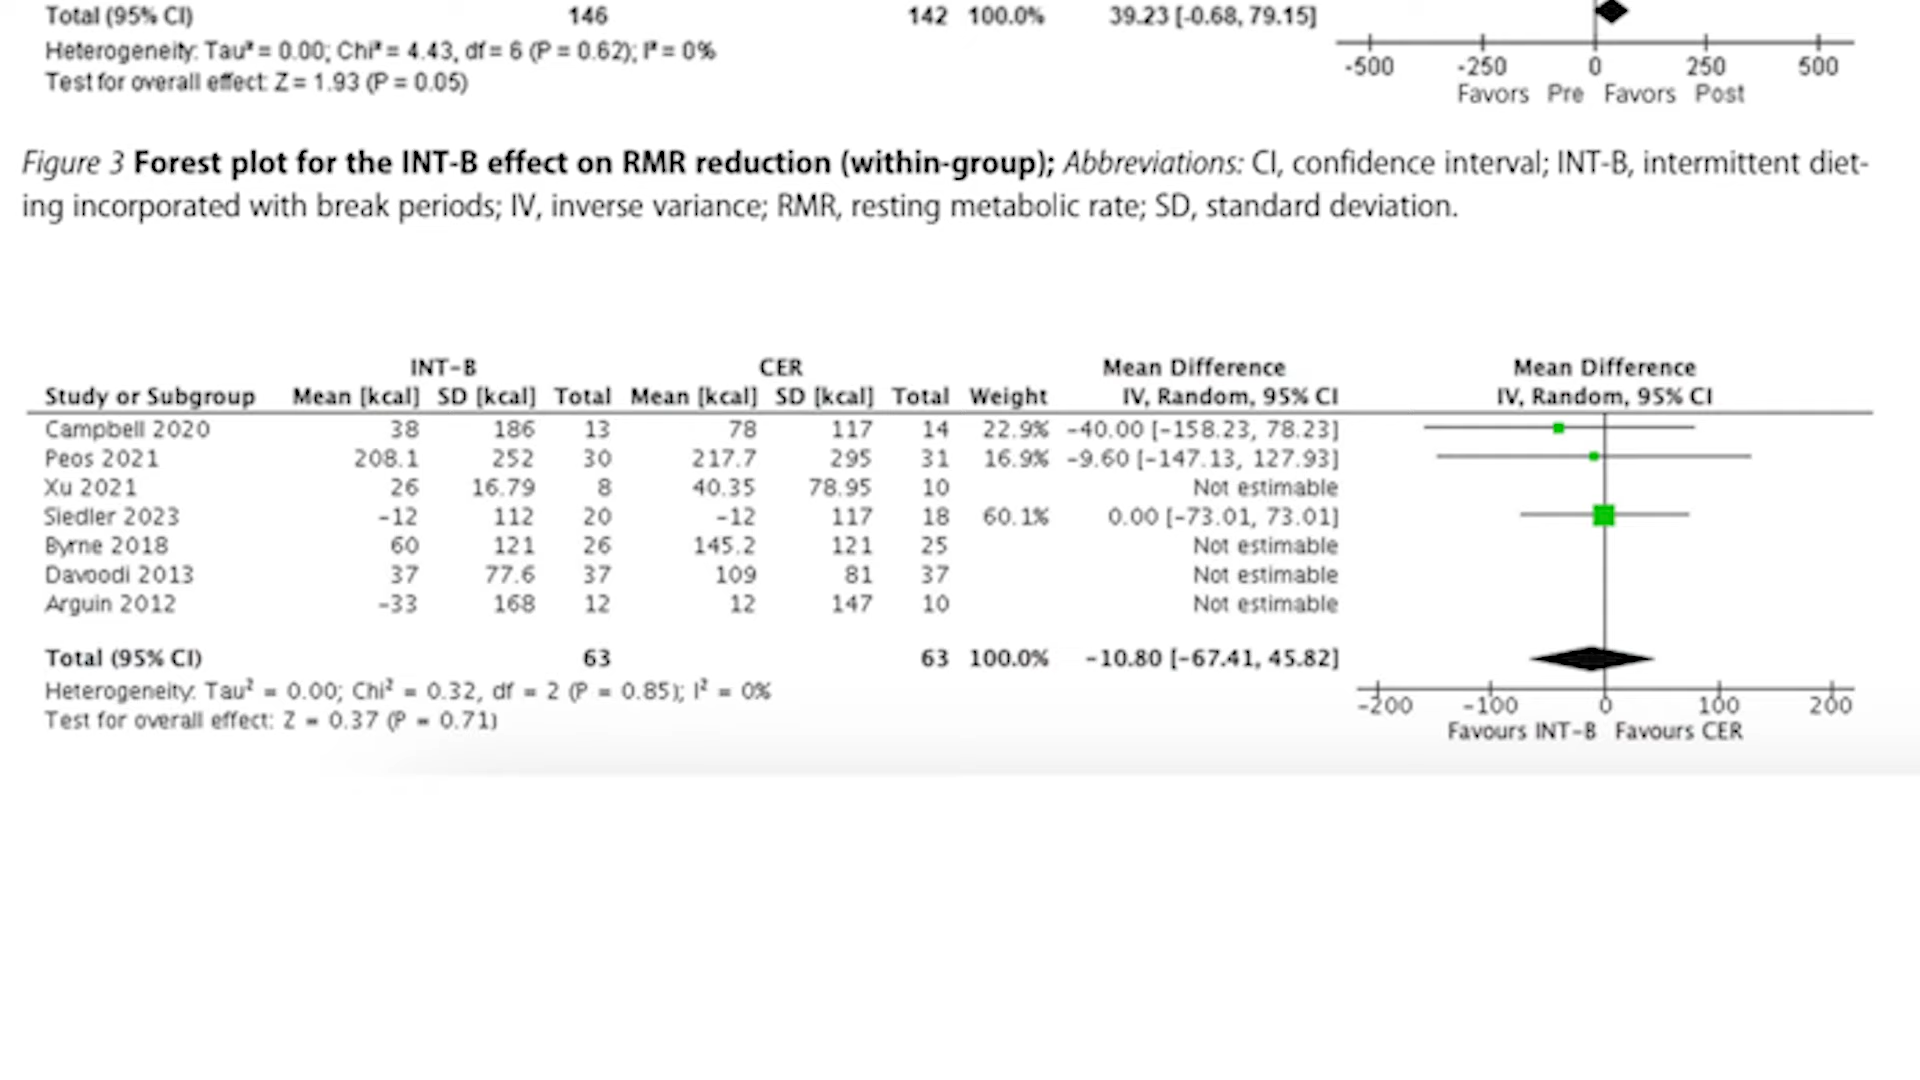 Total (95% CI) 146 142 100.0% 39.23 [-0.68, 79.15]
Heterogeneity: Tau² = 0.00; Chi² = 4.43, df = 6 (P = 0.62); I² = 0%
Test for overall effect: Z = 1.93 (P = 0.05)
-500 -250 0 250 500
Favors Pre Favors Post
Figure 3 Forest plot for the INT-B effect on RMR reduction (within-group); Abbreviations: CI, confidence interval; INT-B, intermittent diet-
ing incorporated with break periods; IV, inverse variance; RMR, resting metabolic rate; SD, standard deviation.
INT-B CER Mean Difference Mean Difference
Study or Subgroup Mean [kcal] SD [kcal] Total Mean [kcal] SD [kcal] Total Weight IV, Random, 95% CI IV, Random, 95% CI
Campbell 2020 38 186 13 78 117 14 22.9% -40.00 [-158.23, 78.23]
Peos 2021 208.1 252 30 217.7 295 31 16.9% -9.60 [-147.13, 127.93]
Xu 2021 26 16.79 8 40.35 78.95 10 Not estimable
Siedler 2023 -12 112 20 -12 117 18 60.1% 0.00 [-73.01, 73.01]
Byrne 2018 60 121 26 145.2 121 25 Not estimable
Davoodi 2013 37 77.6 37 109 81 37 Not estimable
Arguin 2012 -33 168 12 12 147 10 Not estimable
Total (95% CI) 63 63 100.0% -10.80 [-67.41, 45.82]
Heterogeneity: Tau² = 0.00; Chi² = 0.32, df = 2 (P = 0.85); I² = 0%
Test for overall effect: Z = 0.37 (P = 0.71)
-200 -100 0 100 200
Favours INT-B Favours CER